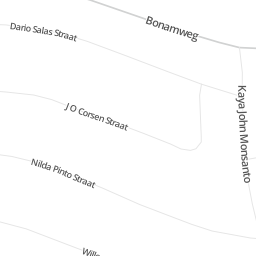 Bonamweg
Dario Salas Straat
J O Corsen Straat
Kaya John Monsanto
Nilda Pinto Straat